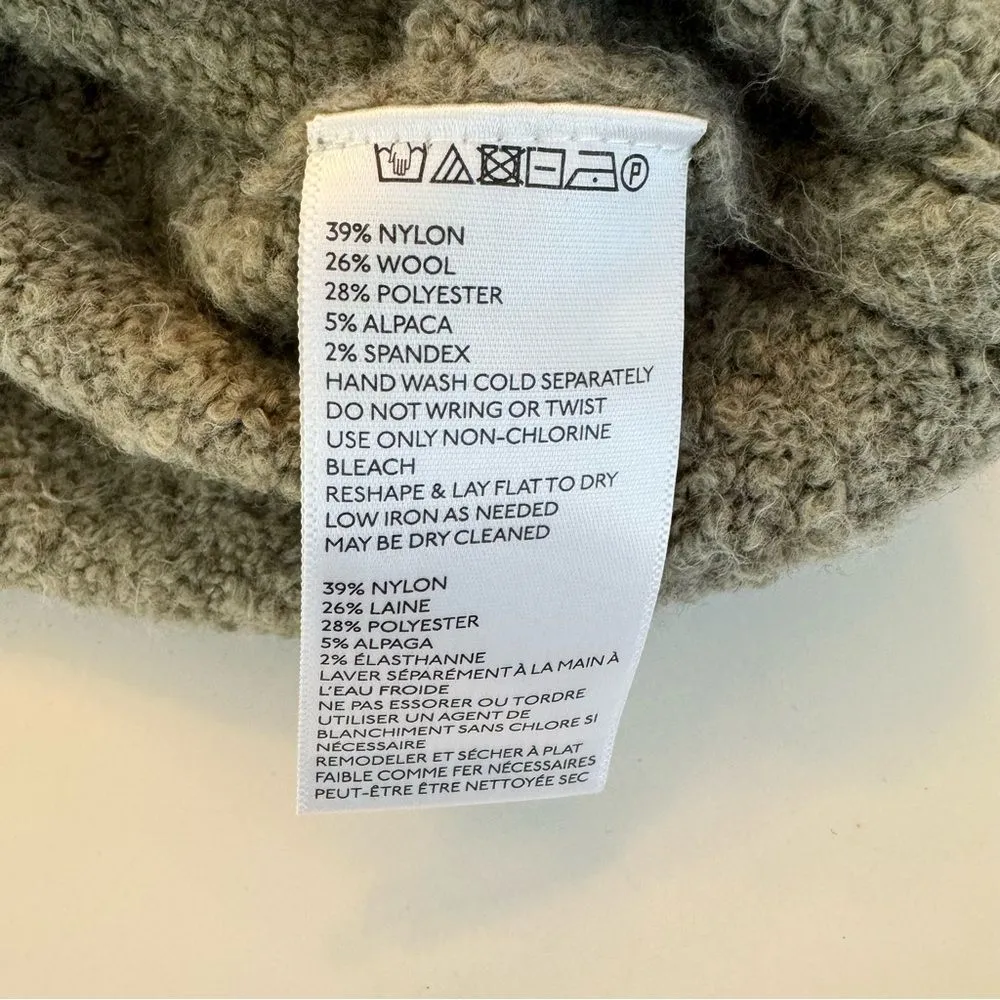 P
39% NYLON
26% WOOL
28% POLYESTER
5% ALPACA
2% SPANDEX
HAND WASH COLD SEPARATELY
DO NOT WRING OR TWIST
USE ONLY NON-CHLORINE
BLEACH
RESHAPE & LAY FLAT TO DRY
LOW IRON AS NEEDED
MAY BE DRY CLEANED
39% NYLON
26% LAINE
28% POLYESTER
5% ALPAGA
2% ÉLASTHANNE
LAVER SÉPARÉMENT À LA MAIN À
L'EAU FROIDE
NE PAS ESSORER OU TORDRE
UTILISER UN AGENT DE
BLANCHIMENT SANS CHLORE SI
NÉCESSAIRE
REMODELER ET SÉCHER À PLAT
FAIBLE COMME FER NÉCESSAIRES
PEUT-ÊTRE ÊTRE NETTOYÉE SEC